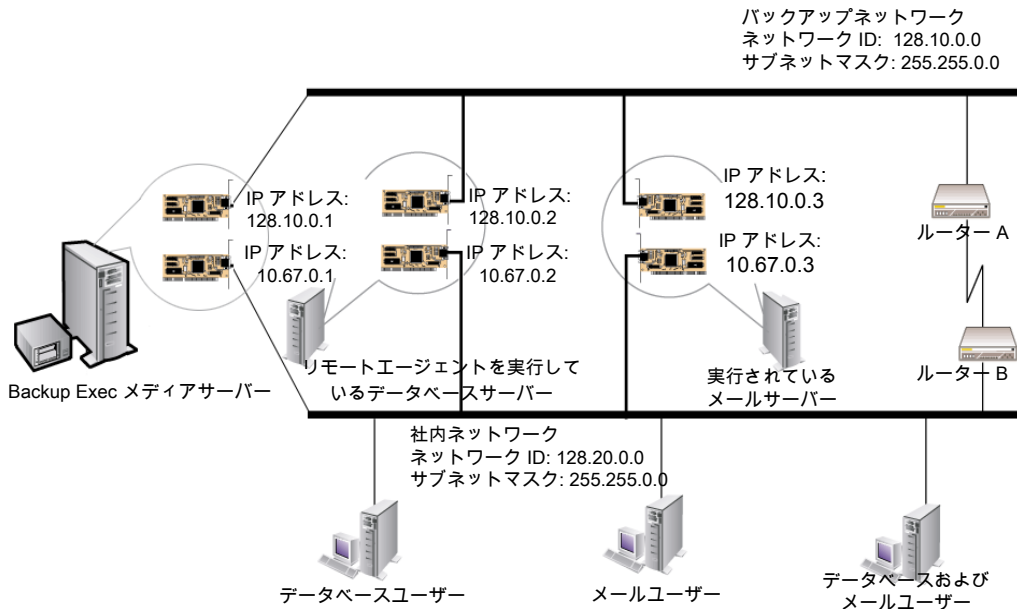 バックアップネットワーク
ネットワーク ID: 128.10.0.0
サブネットマスク: 255.255.0.0
IP アドレス:
128.10.0.1
IP アドレス:
10.67.0.1
IP アドレス:
128.10.0.2
IP アドレス:
10.67.0.2
IP アドレス:
128.10.0.3
IP アドレス:
10.67.0.3
ルーター A
ルーター B
Backup Exec メディアサーバー
リモートエージェントを実行して
いるデータベースサーバー
実行されている
メールサーバー
社内ネットワーク
ネットワーク ID: 128.20.0.0
サブネットマスク: 255.255.0.0
データベースユーザー
メールユーザー
データベースおよび
メールユーザー